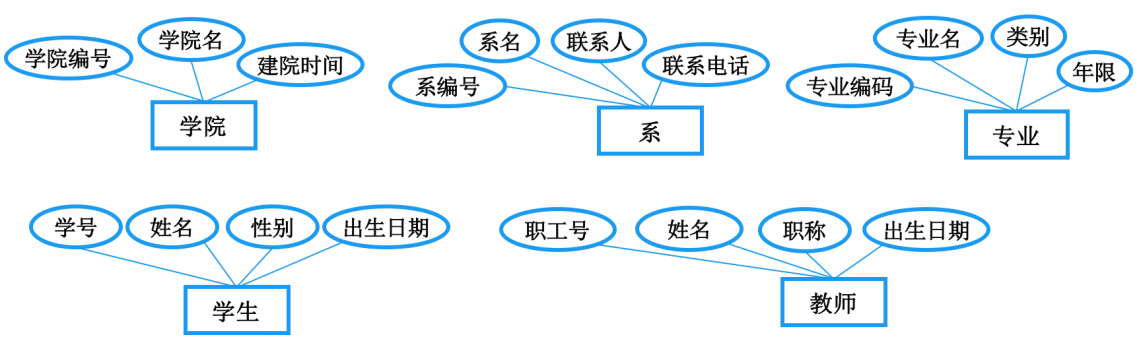 学院编号
学院名
建院时间
学院
系编号
系名
联系人
联系电话
系
专业编码
专业名
类别
年限
专业
学号
姓名
性别
出生日期
学生
职工号
姓名
职称
出生日期
教师